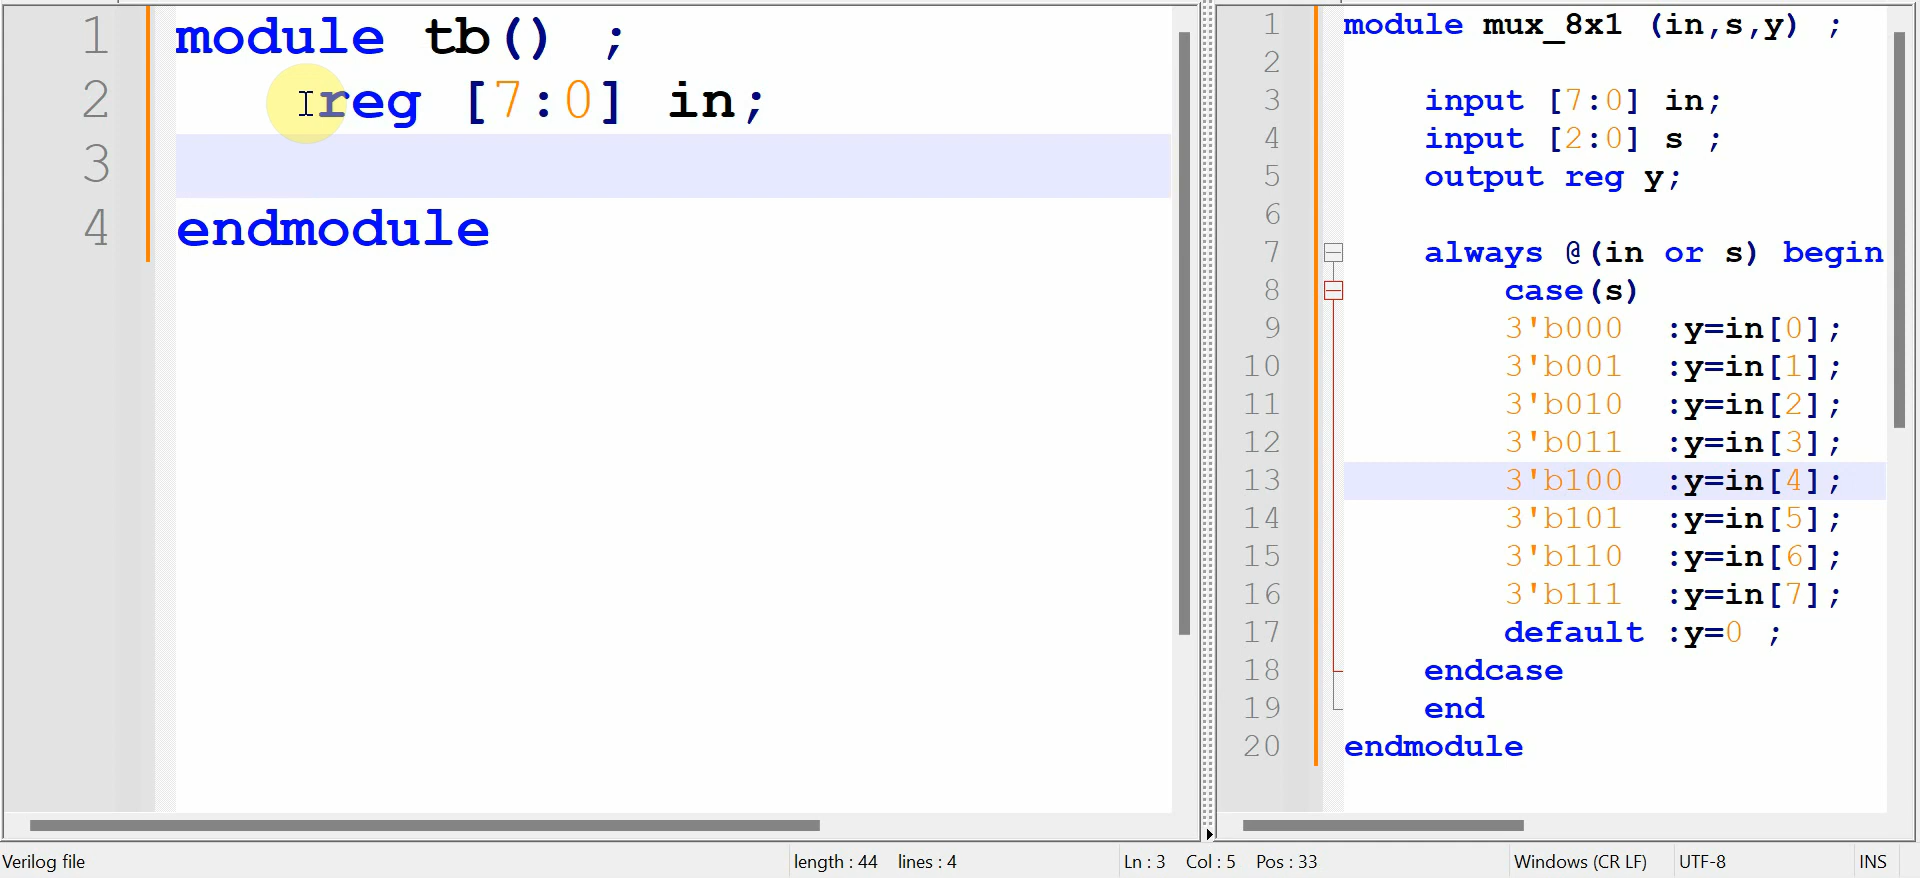 1 module tb() ;
2 reg [7:0] in;
3
4 endmodule
1 module mux_8x1 (in,s,y) ;
2
3 input [7:0] in;
4 input [2:0] s ;
5 output reg y;
6
7 always @(in or s) begin
8 case(s)
9 3'b000 :y=in[0];
10 3'b001 :y=in[1];
11 3'b010 :y=in[2];
12 3'b011 :y=in[3];
13 3'b100 :y=in[4];
14 3'b101 :y=in[5];
15 3'b110 :y=in[6];
16 3'b111 :y=in[7];
17 default :y=0 ;
18 endcase
19 end
20 endmodule
Verilog file length : 44 lines : 4 Ln : 3 Col : 5 Pos : 33 Windows (CR LF) UTF-8 INS